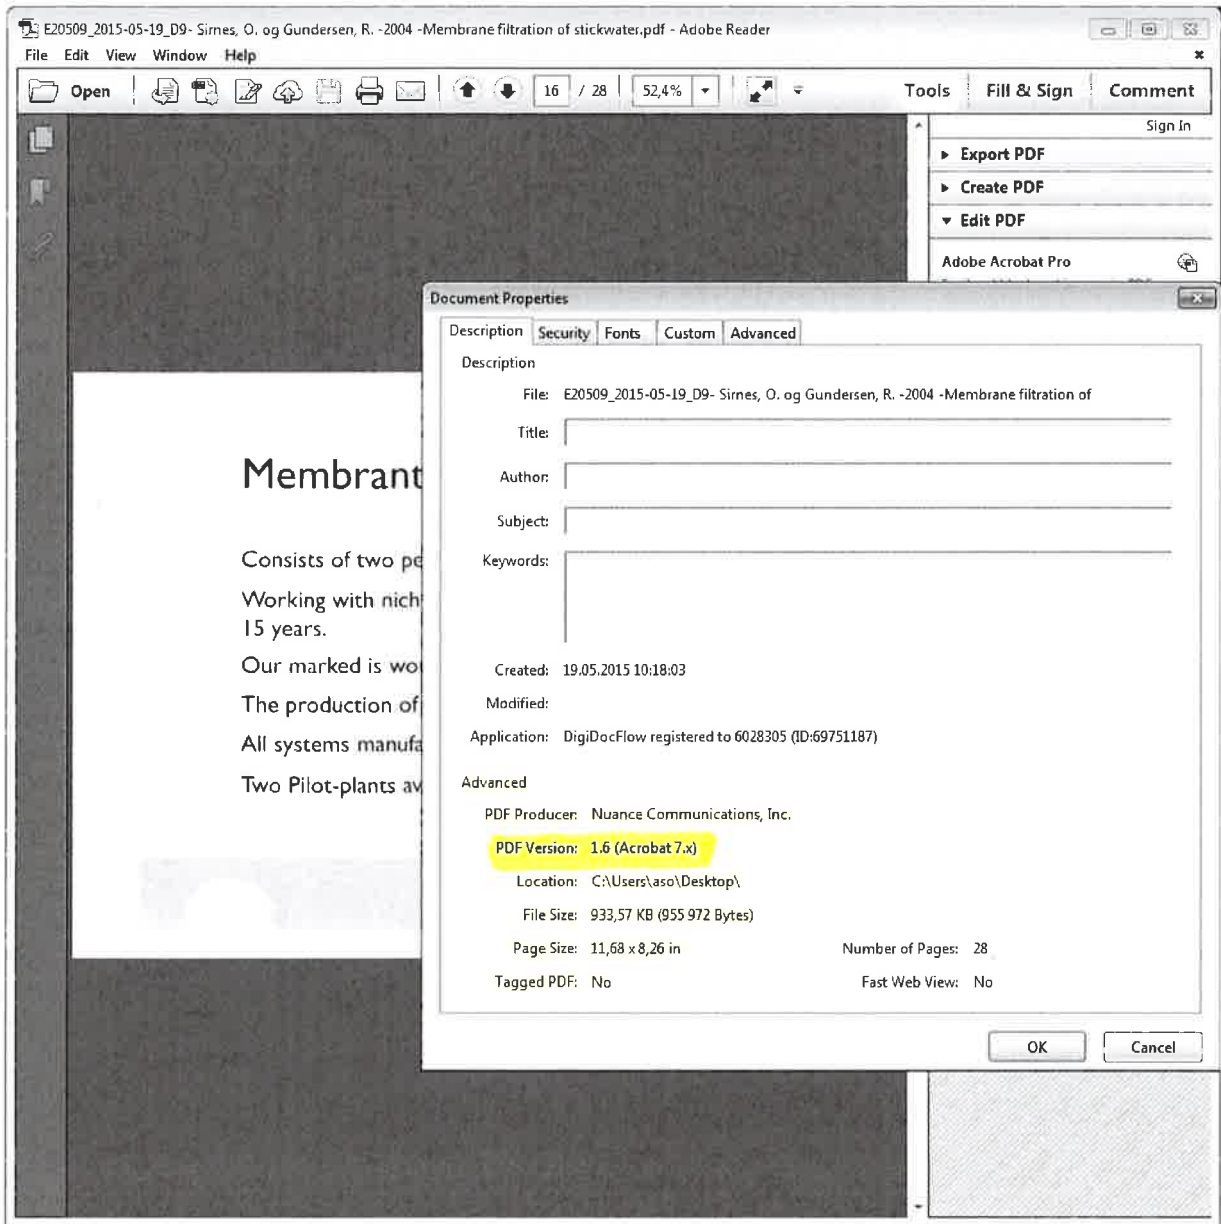 E20509_2015-05-19_D9- Sirnes, O. og Gundersen, R. -2004 -Membrane filtration of stickwater.pdf - Adobe Reader
File Edit View Window Help
Open 16 / 28 52,4% Tools Fill & Sign Comment
Sign In
Export PDF
Create PDF
Edit PDF
Adobe Acrobat Pro
Document Properties
Description Security Fonts Custom Advanced
Description
File: E20509_2015-05-19_D9- Sirnes, O. og Gundersen, R. -2004 -Membrane filtration of
Title:
Author:
Subject:
Keywords:
Created: 19.05.2015 10:18:03
Modified:
Application: DigiDocFlow registered to 6028305 (ID:69751187)
Advanced
PDF Producer: Nuance Communications, Inc.
PDF Version: 1.6 (Acrobat 7.x)
Location: C:\Users\aso\Desktop\
File Size: 933,57 KB (955 972 Bytes)
Page Size: 11,68 x 8,26 in Number of Pages: 28
Tagged PDF: No Fast Web View: No
OK Cancel
Membrant
Consists of two pe
Working with nich
15 years.
Our marked is wo
The production of
All systems manufa
Two Pilot-plants av